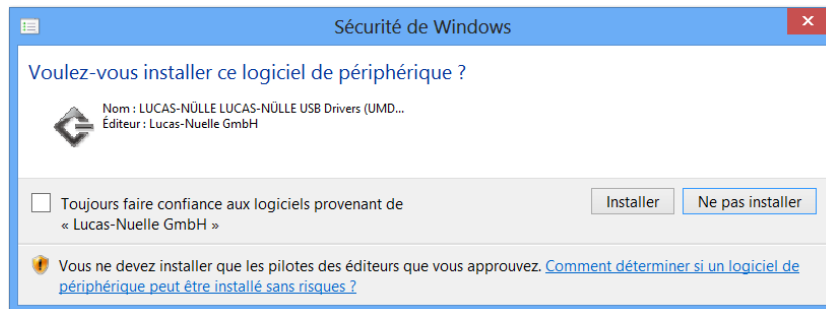 Sécurité de Windows
Voulez-vous installer ce logiciel de périphérique ?
Nom : LUCAS-NÜLLE LUCAS-NÜLLE USB Drivers (UMD...
Éditeur : Lucas-Nuelle GmbH
Toujours faire confiance aux logiciels provenant de
« Lucas-Nuelle GmbH »
Installer
Ne pas installer
Vous ne devez installer que les pilotes des éditeurs que vous approuvez. Comment déterminer si un logiciel de
périphérique peut être installé sans risques ?